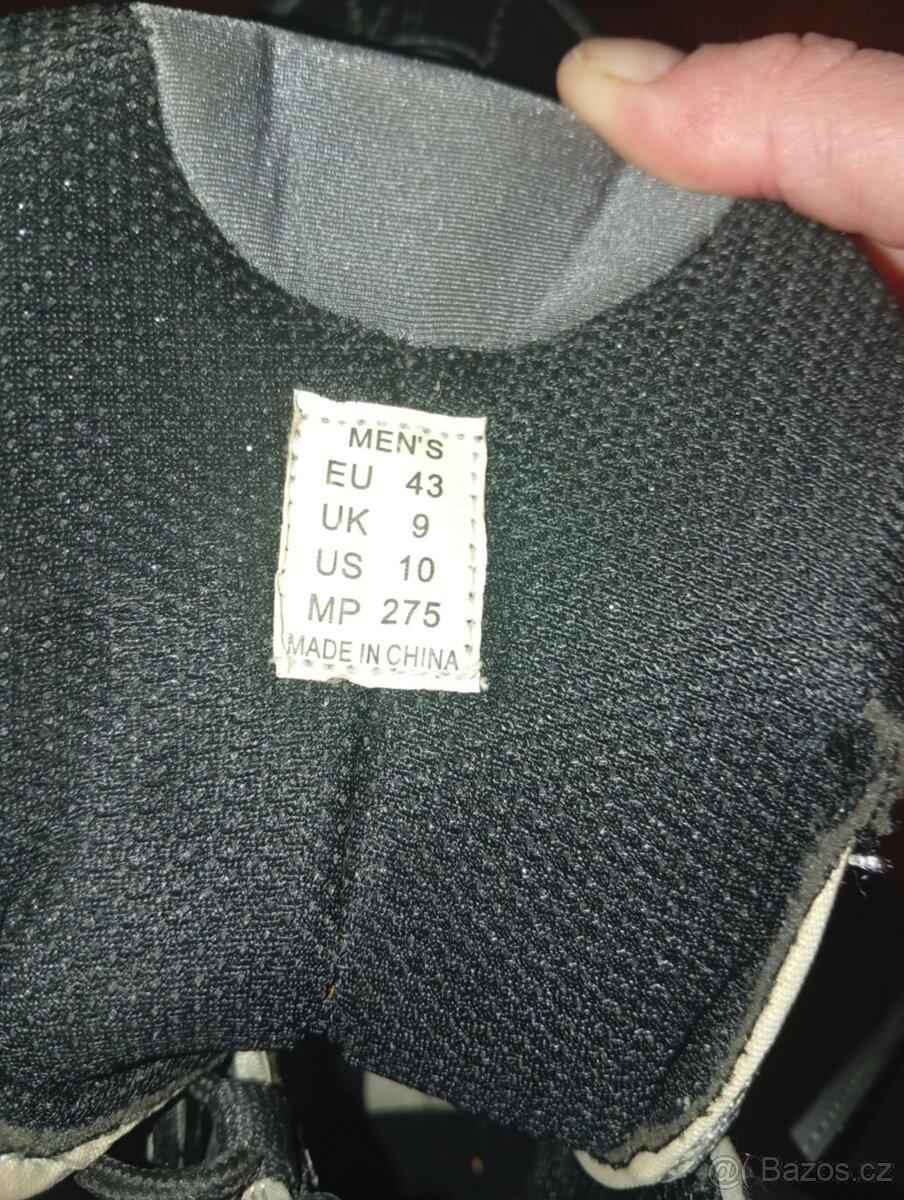 MEN'S
EU 43
UK 9
US 10
MP 275
MADE IN CHINA
Bazos.cz